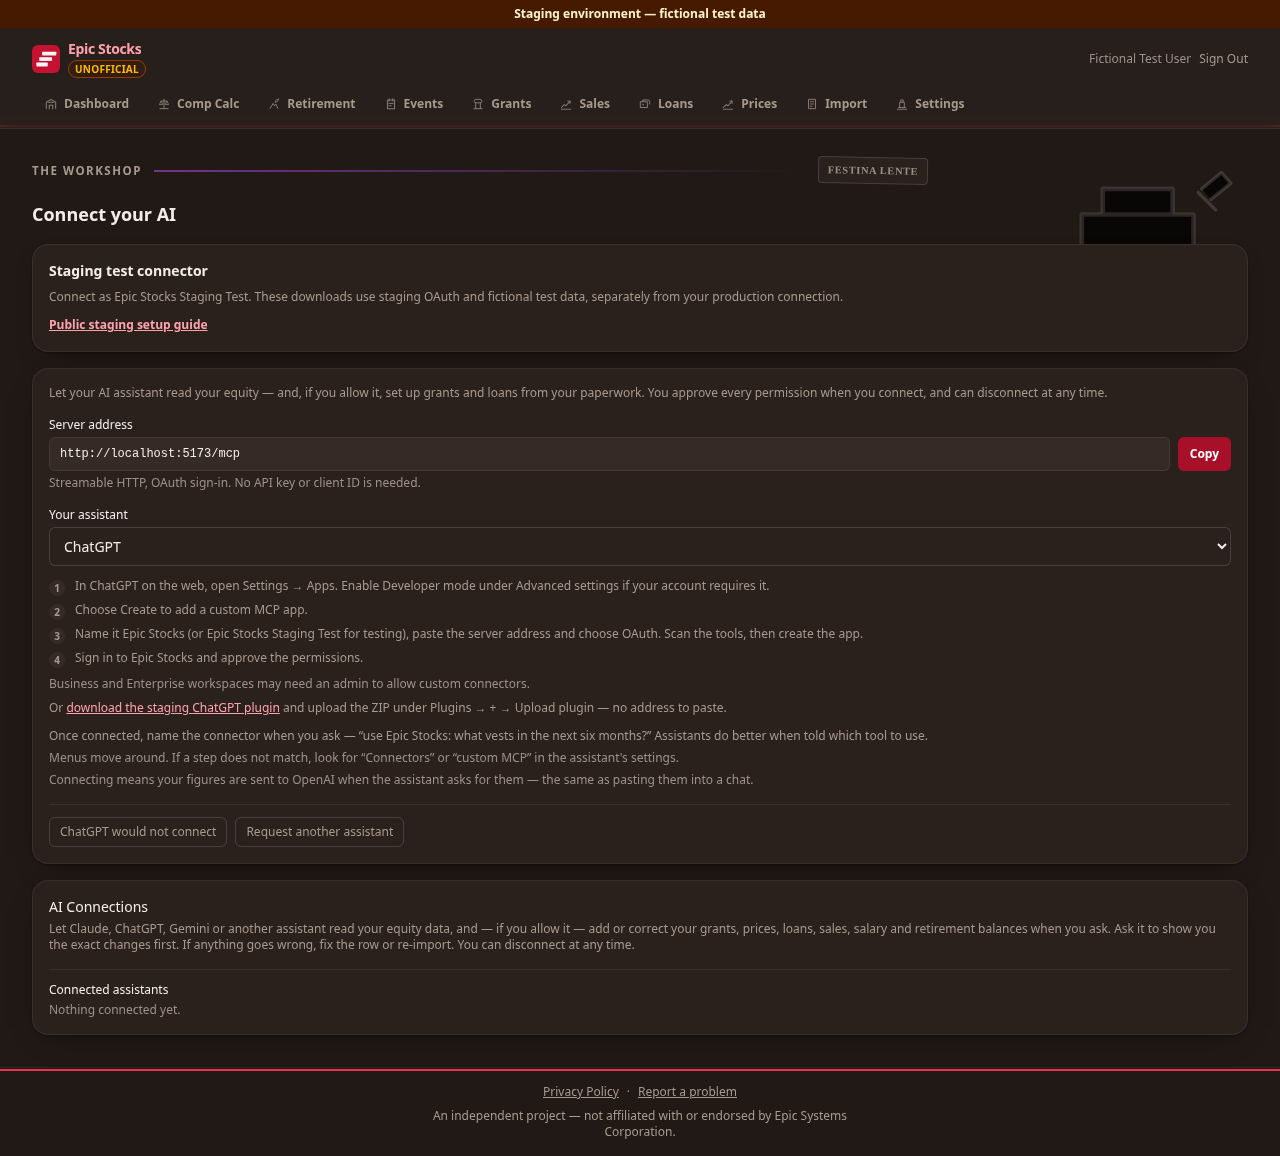 Staging environment — fictional test data
Epic Stocks
UNOFFICIAL
Fictional Test User Sign Out
Dashboard Comp Calc Retirement Events Grants Sales Loans Prices Import Settings
THE WORKSHOP
FESTINA LENTE
Connect your AI
Staging test connector
Connect as Epic Stocks Staging Test. These downloads use staging OAuth and fictional test data, separately from your production connection.
Public staging setup guide
Let your AI assistant read your equity — and, if you allow it, set up grants and loans from your paperwork. You approve every permission when you connect, and can disconnect at any time.
Server address
http://localhost:5173/mcp
Copy
Streamable HTTP, OAuth sign-in. No API key or client ID is needed.
Your assistant
ChatGPT
1 In ChatGPT on the web, open Settings → Apps. Enable Developer mode under Advanced settings if your account requires it.
2 Choose Create to add a custom MCP app.
3 Name it Epic Stocks (or Epic Stocks Staging Test for testing), paste the server address and choose OAuth. Scan the tools, then create the app.
4 Sign in to Epic Stocks and approve the permissions.
Business and Enterprise workspaces may need an admin to allow custom connectors.
Or download the staging ChatGPT plugin and upload the ZIP under Plugins → + → Upload plugin — no address to paste.
Once connected, name the connector when you ask — “use Epic Stocks: what vests in the next six months?” Assistants do better when told which tool to use.
Menus move around. If a step does not match, look for “Connectors” or “custom MCP” in the assistant's settings.
Connecting means your figures are sent to OpenAI when the assistant asks for them — the same as pasting them into a chat.
ChatGPT would not connect Request another assistant
AI Connections
Let Claude, ChatGPT, Gemini or another assistant read your equity data, and — if you allow it — add or correct your grants, prices, loans, sales, salary and retirement balances when you ask. Ask it to show you
the exact changes first. If anything goes wrong, fix the row or re-import. You can disconnect at any time.
Connected assistants
Nothing connected yet.
Privacy Policy · Report a problem
An independent project — not affiliated with or endorsed by Epic Systems
Corporation.